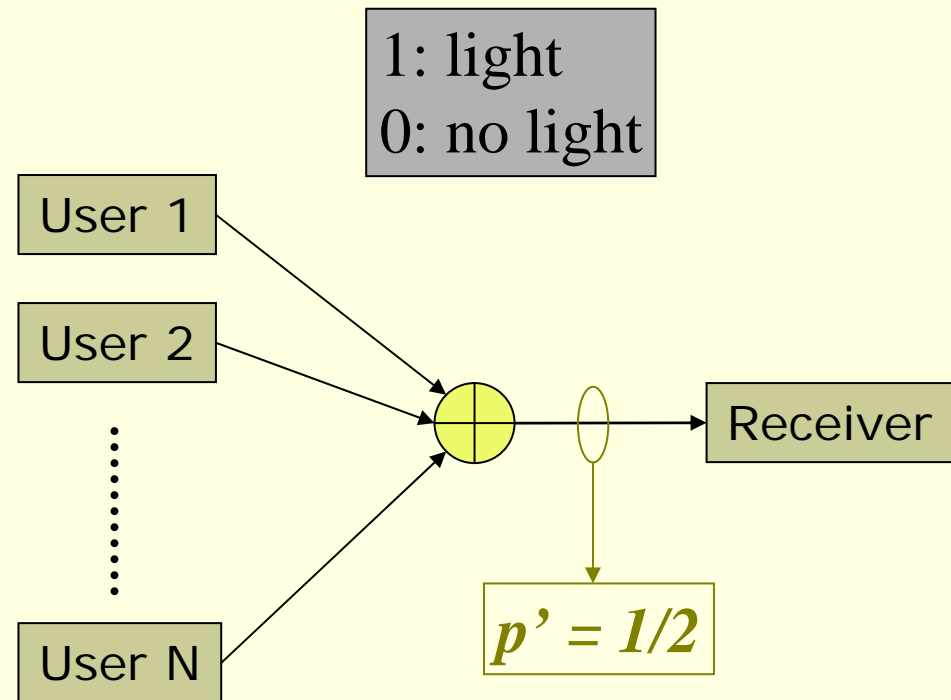 1: light
0: no light
User 1
User 2
Receiver
p’ = 1/2
User N